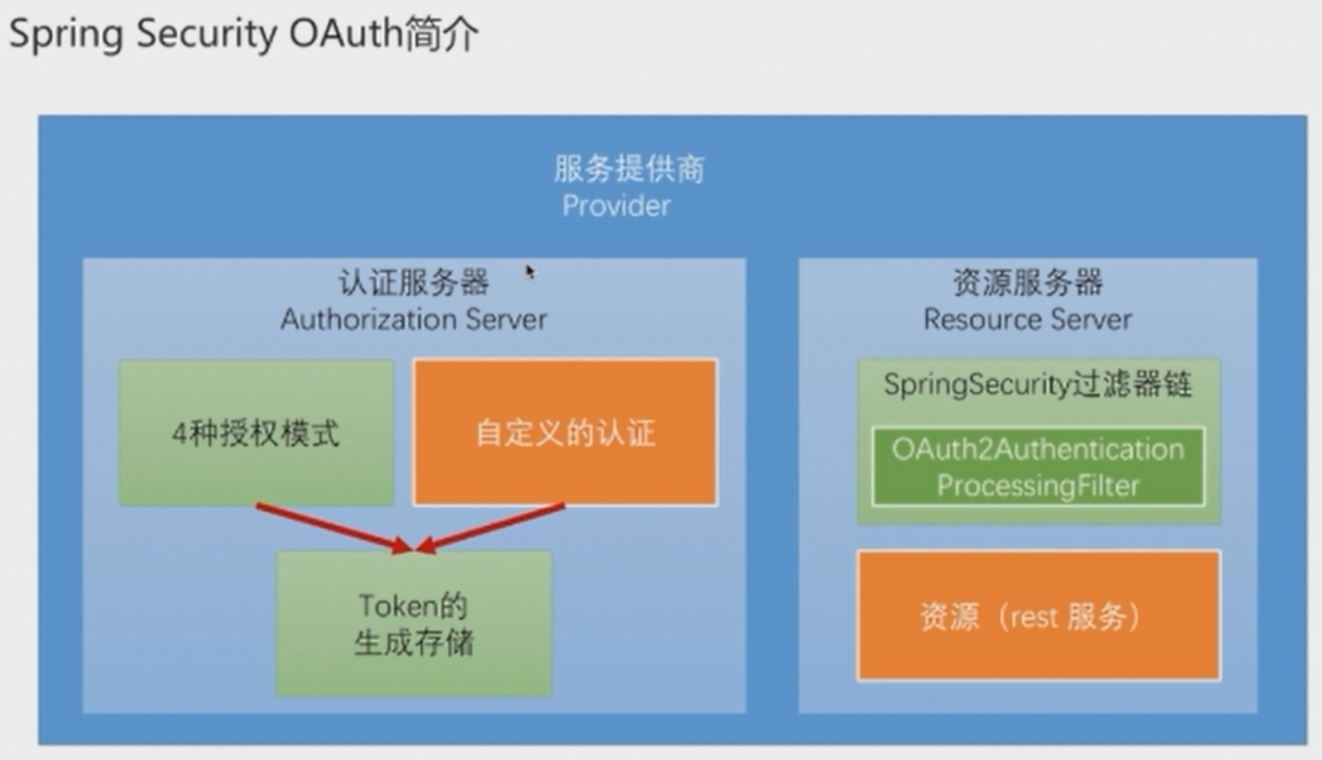 Spring Security OAuth简介
服务提供商
Provider
认证服务器
Authorization Server
4种授权模式
自定义的认证
Token的
生成存储
资源服务器
Resource Server
SpringSecurity过滤器链
OAuth2Authentication
ProcessingFilter
资源（rest 服务）